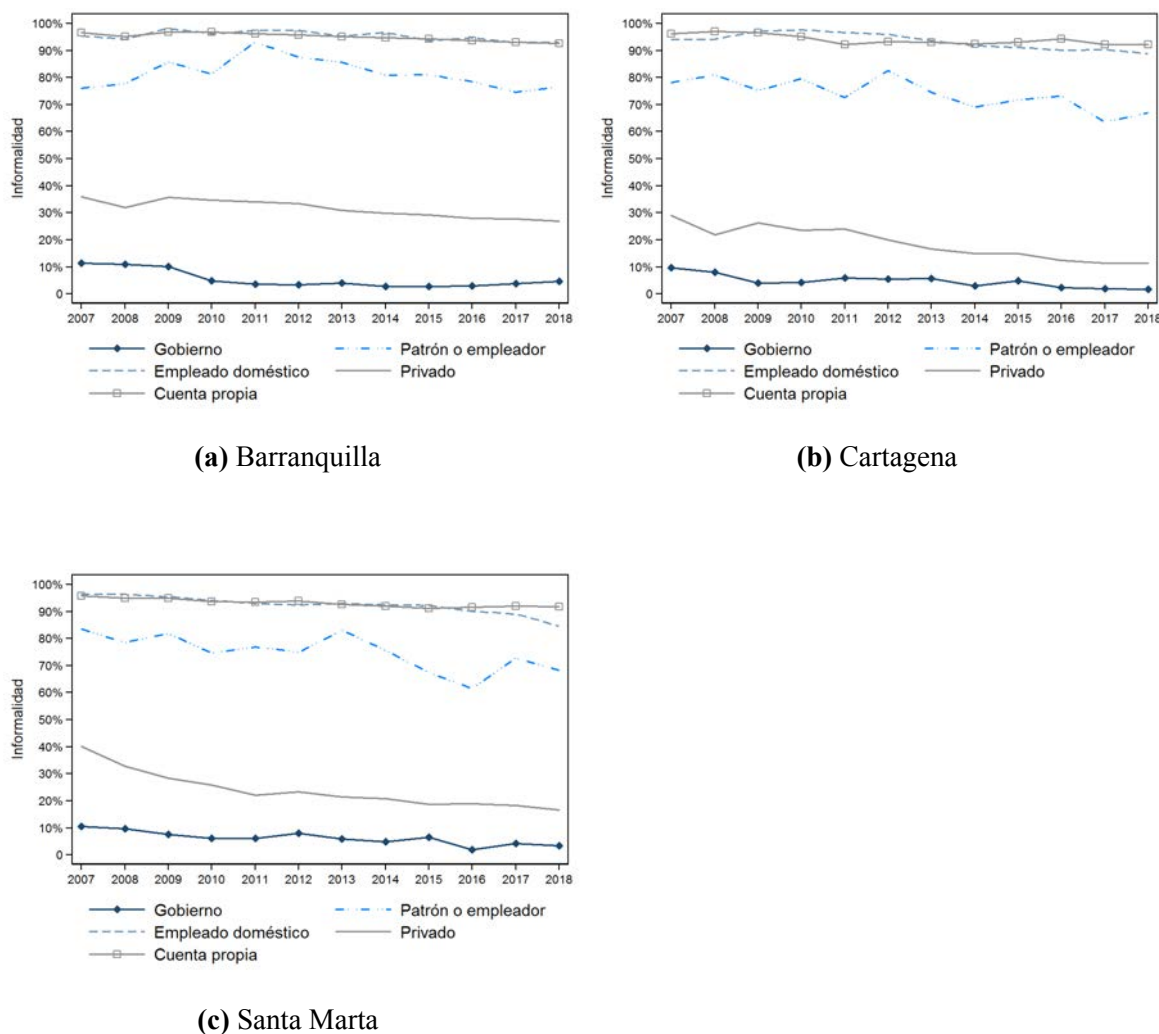 100%
90%
80%
70%
60%
50%
40%
30%
20%
10%
0
Informalidad
2007 2008 2009 2010 2011 2012 2013 2014 2015 2016 2017 2018
Gobierno Patrón o empleador
Empleado doméstico Privado
Cuenta propia
(a) Barranquilla
100%
90%
80%
70%
60%
50%
40%
30%
20%
10%
0
Informalidad
2007 2008 2009 2010 2011 2012 2013 2014 2015 2016 2017 2018
Gobierno Patrón o empleador
Empleado doméstico Privado
Cuenta propia
(b) Cartagena
100%
90%
80%
70%
60%
50%
40%
30%
20%
10%
0
Informalidad
2007 2008 2009 2010 2011 2012 2013 2014 2015 2016 2017 2018
Gobierno Patrón o empleador
Empleado doméstico Privado
Cuenta propia
(c) Santa Marta